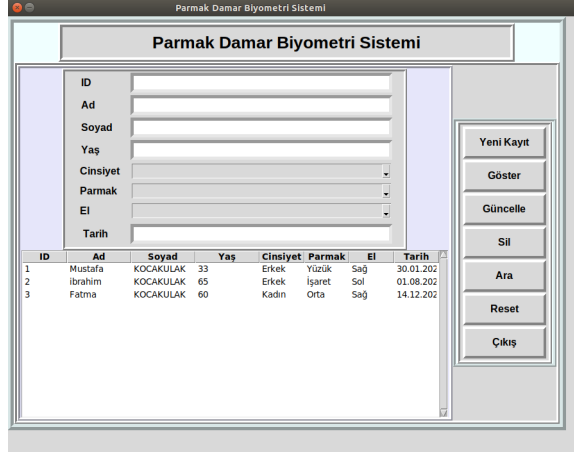 Parmak Damar Biyometri Sistemi
Parmak Damar Biyometri Sistemi
ID
Ad
Soyad
Yaş
Cinsiyet
Parmak
El
Tarih
Yeni Kayıt
Göster
Güncelle
Sil
Ara
Reset
Çıkış
ID Ad Soyad Yaş Cinsiyet Parmak El Tarih
1 Mustafa KOCAKULAK 33 Erkek Yüzük Sağ 30.01.202
2 ibrahim KOCAKULAK 65 Erkek İşaret Sol 01.08.202
3 Fatma KOCAKULAK 60 Kadın Orta Sağ 14.12.202